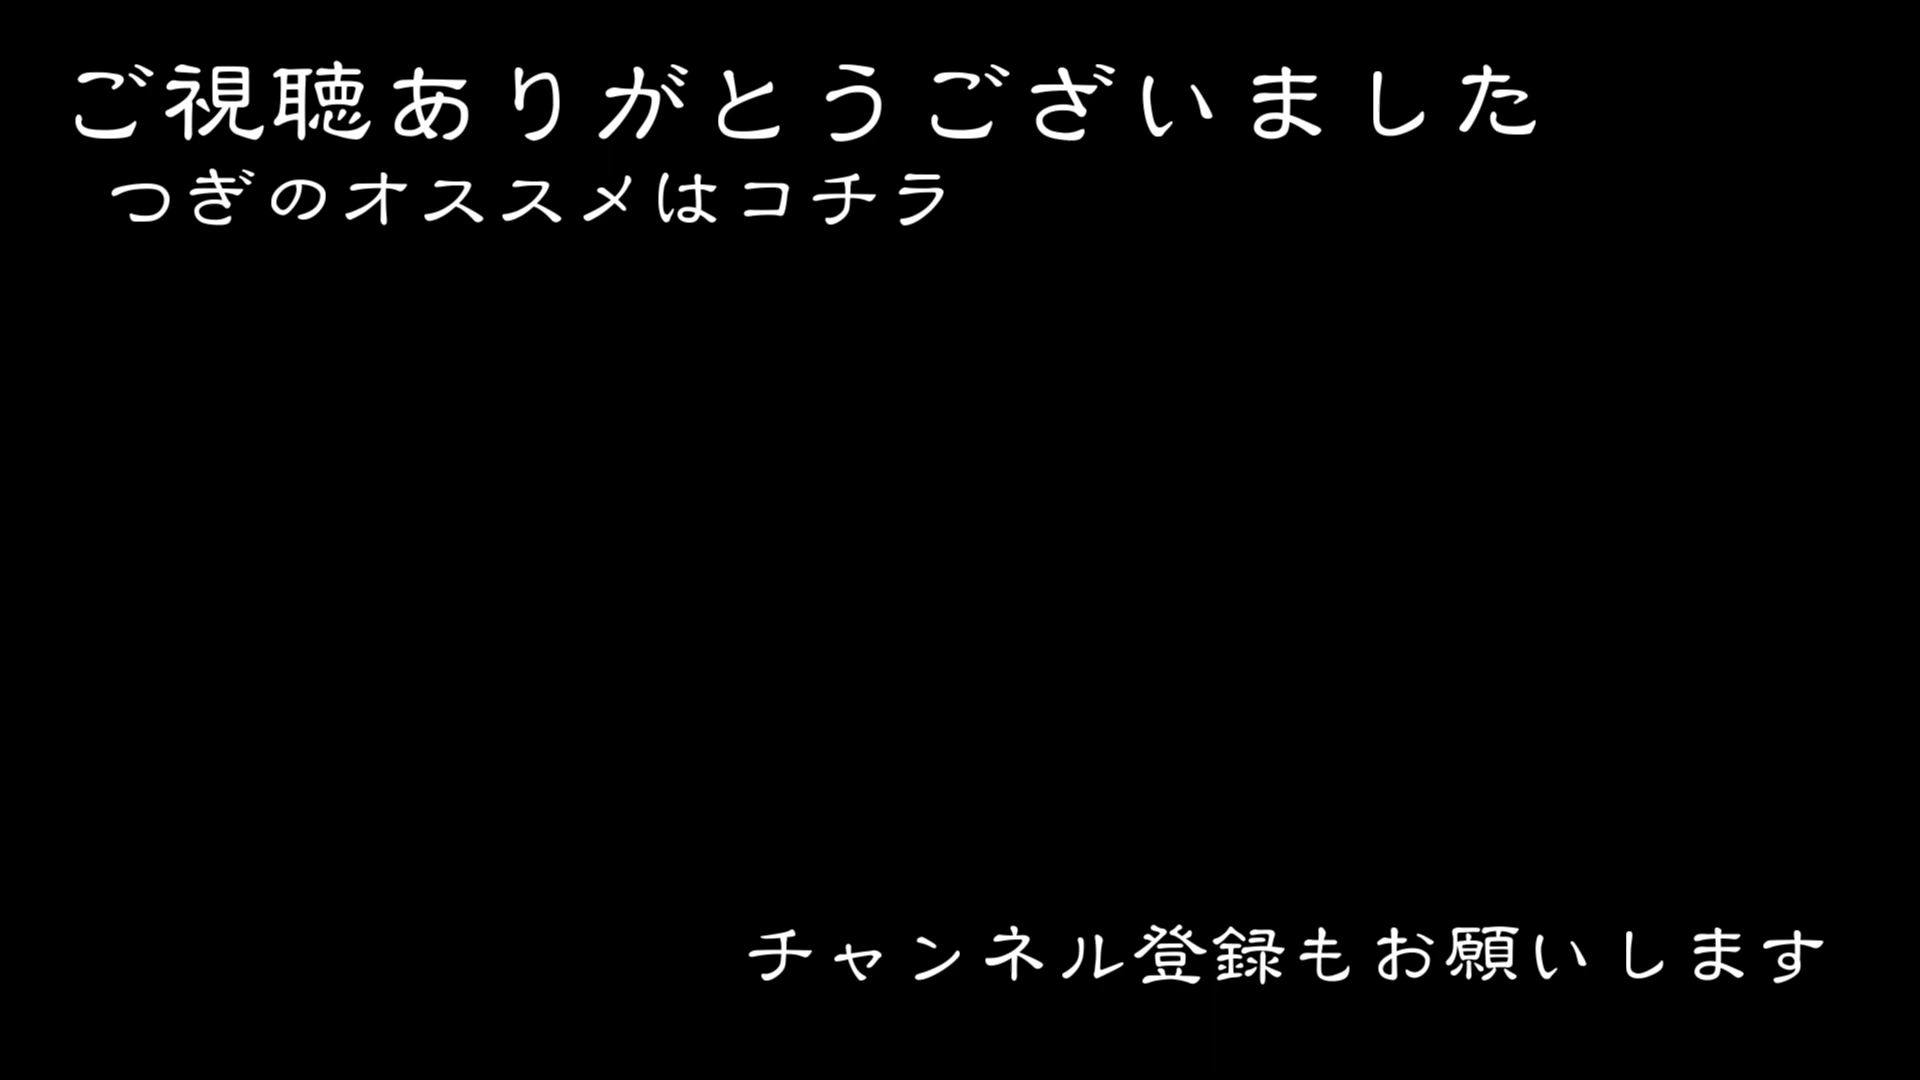 ご視聴ありがとうございました
つぎのオススメはコチラ
チャンネル登録もお願いします